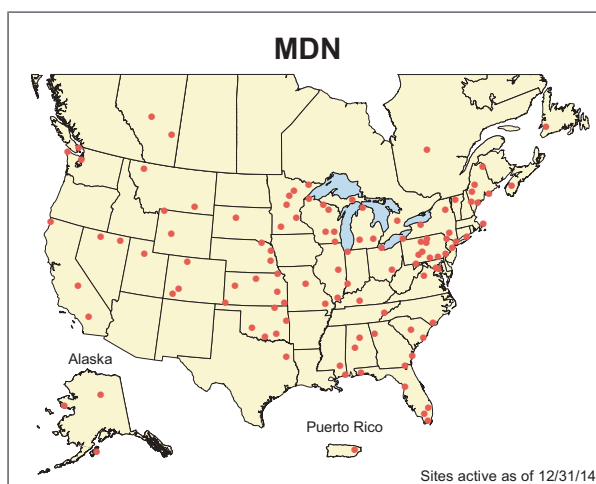 MDN
Alaska
Puerto Rico
Sites active as of 12/31/14